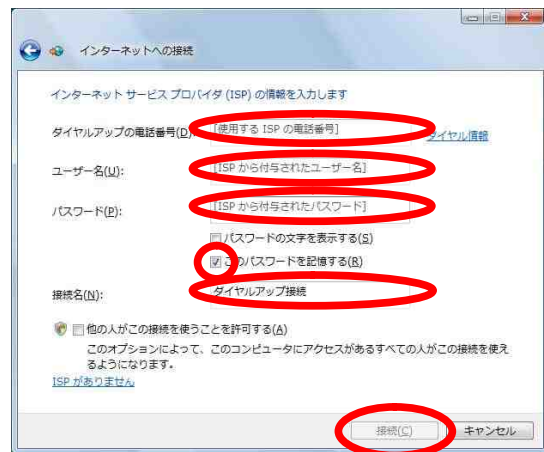 インターネットへの接続
インターネット サービス プロバイダ (ISP) の情報を入力します
ダイヤルアップの電話番号(D):
[使用する ISP の電話番号]
ダイヤル情報
ユーザー名(U):
[ISP から付与されたユーザー名]
パスワード(P):
[ISP から付与されたパスワード]
パスワードの文字を表示する(S)
このパスワードを記憶する(R)
接続名(N):
ダイヤルアップ接続
他の人がこの接続を使うことを許可する(A)
このオプションによって、このコンピュータにアクセスがあるすべての人がこの接続を使え
るようになります。
ISP がありません
接続(C)
キャンセル